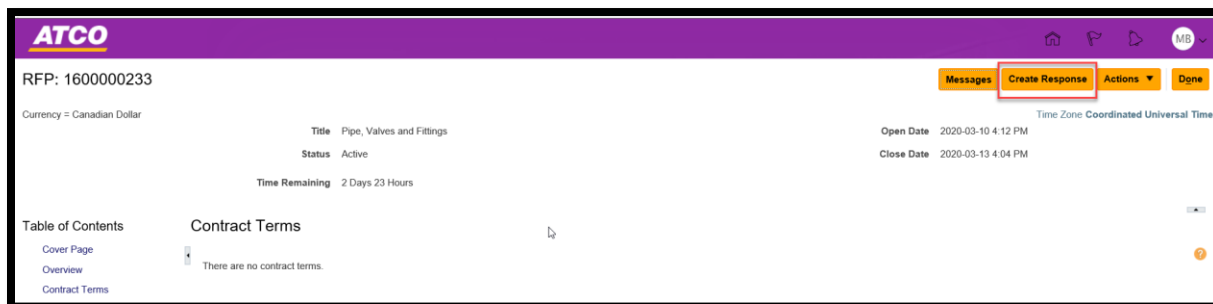 ATCO
MB
RFP: 1600000233
Messages Create Response Actions Done
Currency = Canadian Dollar
Time Zone Coordinated Universal Time
Title Pipe, Valves and Fittings Open Date 2020-03-10 4:12 PM
Status Active Close Date 2020-03-13 4:04 PM
Time Remaining 2 Days 23 Hours
Table of Contents Contract Terms
Cover Page
There are no contract terms. ?
Overview
Contract Terms